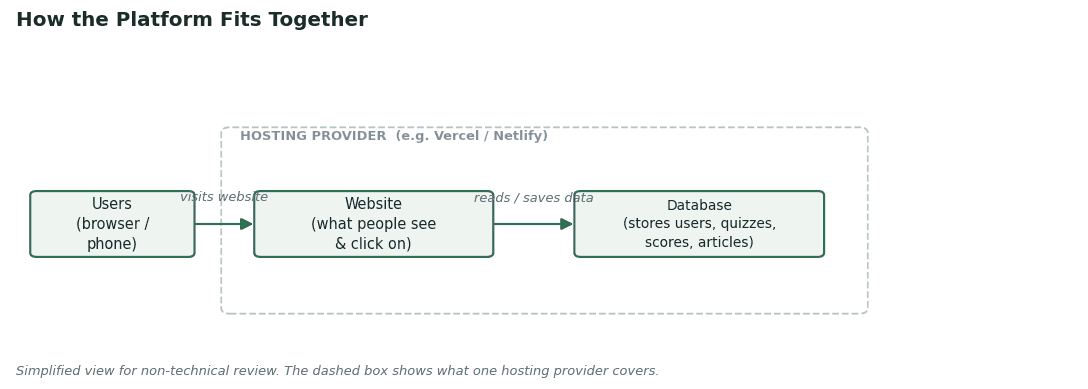 How the Platform Fits Together
HOSTING PROVIDER (e.g. Vercel / Netlify)
Users
(browser /
phone)
visits website
Website
(what people see
& click on)
reads / saves data
Database
(stores users, quizzes,
scores, articles)
Simplified view for non-technical review. The dashed box shows what one hosting provider covers.